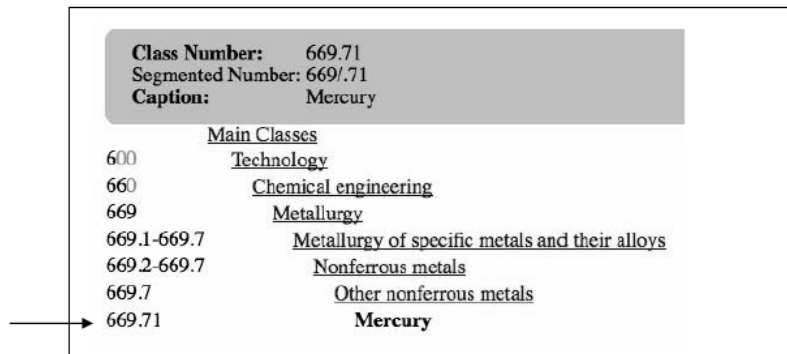 Class Number: 669.71
Segmented Number: 669/.71
Caption: Mercury
Main Classes
600 Technology
660 Chemical engineering
669 Metallurgy
669.1-669.7 Metallurgy of specific metals and their alloys
669.2-669.7 Nonferrous metals
669.7 Other nonferrous metals
669.71 Mercury